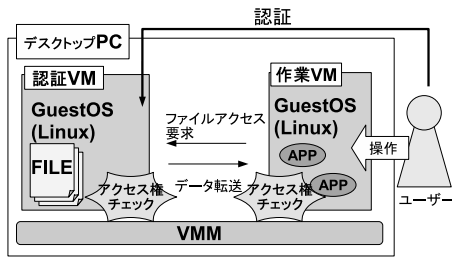 認証
デスクトップPC
認証VM
作業VM
GuestOS
(Linux)
ファイルアクセス
要求
GuestOS
(Linux)
FILE
APP
APP
操作
データ転送
アクセス権
チェック
アクセス権
チェック
ユーザー
VMM